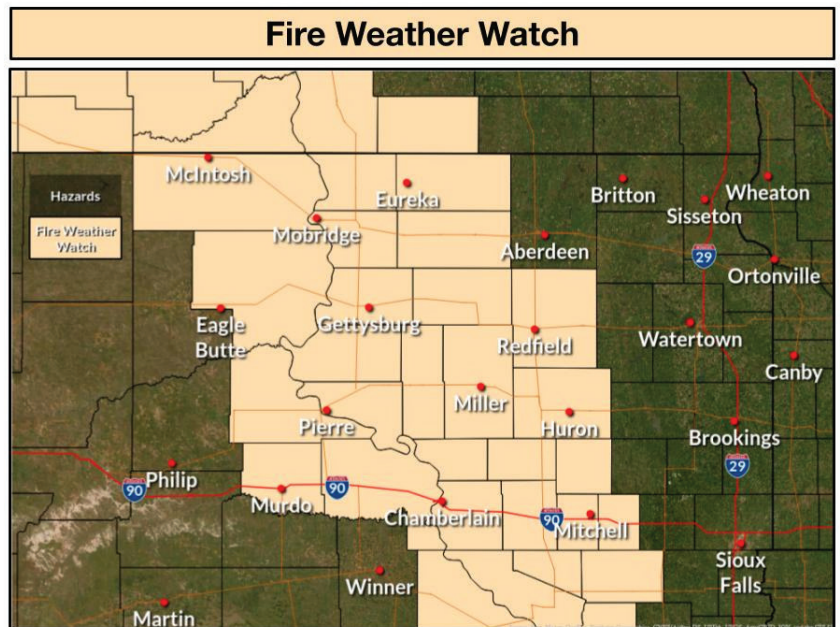 Fire Weather Watch
McIntosh
Hazards
Fire Weather
Watch
Eureka
Britton
Wheaton
Sisseton
Mobridge
Aberdeen
29
Ortonville
Eagle
Butte
Gettysburg
Redfield
Watertown
Canby
Miller
Pierre
Huron
Brookings
29
Philip
90
90
Murdo
Chamberlain
90
Mitchell
Sioux
Falls
Winner
Martin